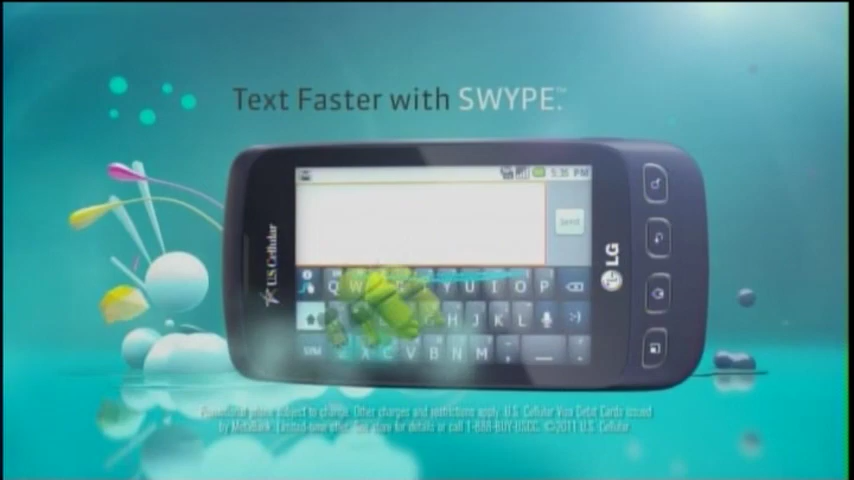 Text Faster with SWYPE.™
5:35 PM
Send
U.S. Cellular
LG
Q W Y U I O P
H J K L :-)
SYM Z X C V B N M
phone subject to change. Other charges and restrictions apply. U.S. Cellular Visa Debit Cards issued
by MetaBank. Limited-time offer. See store for details or call 1-888-BUY-USCC. ©2011 U.S. Cellular.